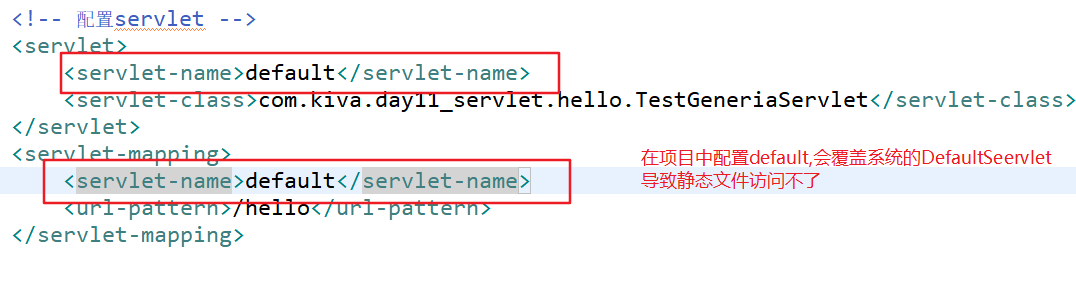 <!-- 配置servlet -->
<servlet>
<servlet-name>default</servlet-name>
<servlet-class>com.kiva.day11_servlet.hello.TestGeneriaServlet</servlet-class>
</servlet>
<servlet-mapping>
<servlet-name>default</servlet-name>
<url-pattern>/hello</url-pattern>
</servlet-mapping>
在项目中配置default,会覆盖系统的DefaultSeervlet
导致静态文件访问不了